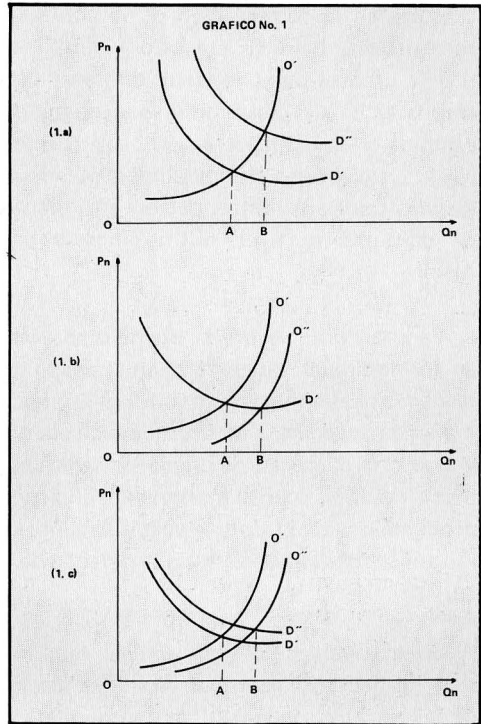 GRAFICO No. 1
(1.a)
Pn
O´
D´´
D´
O
A
B
Qn
(1. b)
Pn
O´
O´´
D´
O
A
B
Qn
(1. c)
Pn
O´
O´´
D´´
D´
O
A
B
Qn